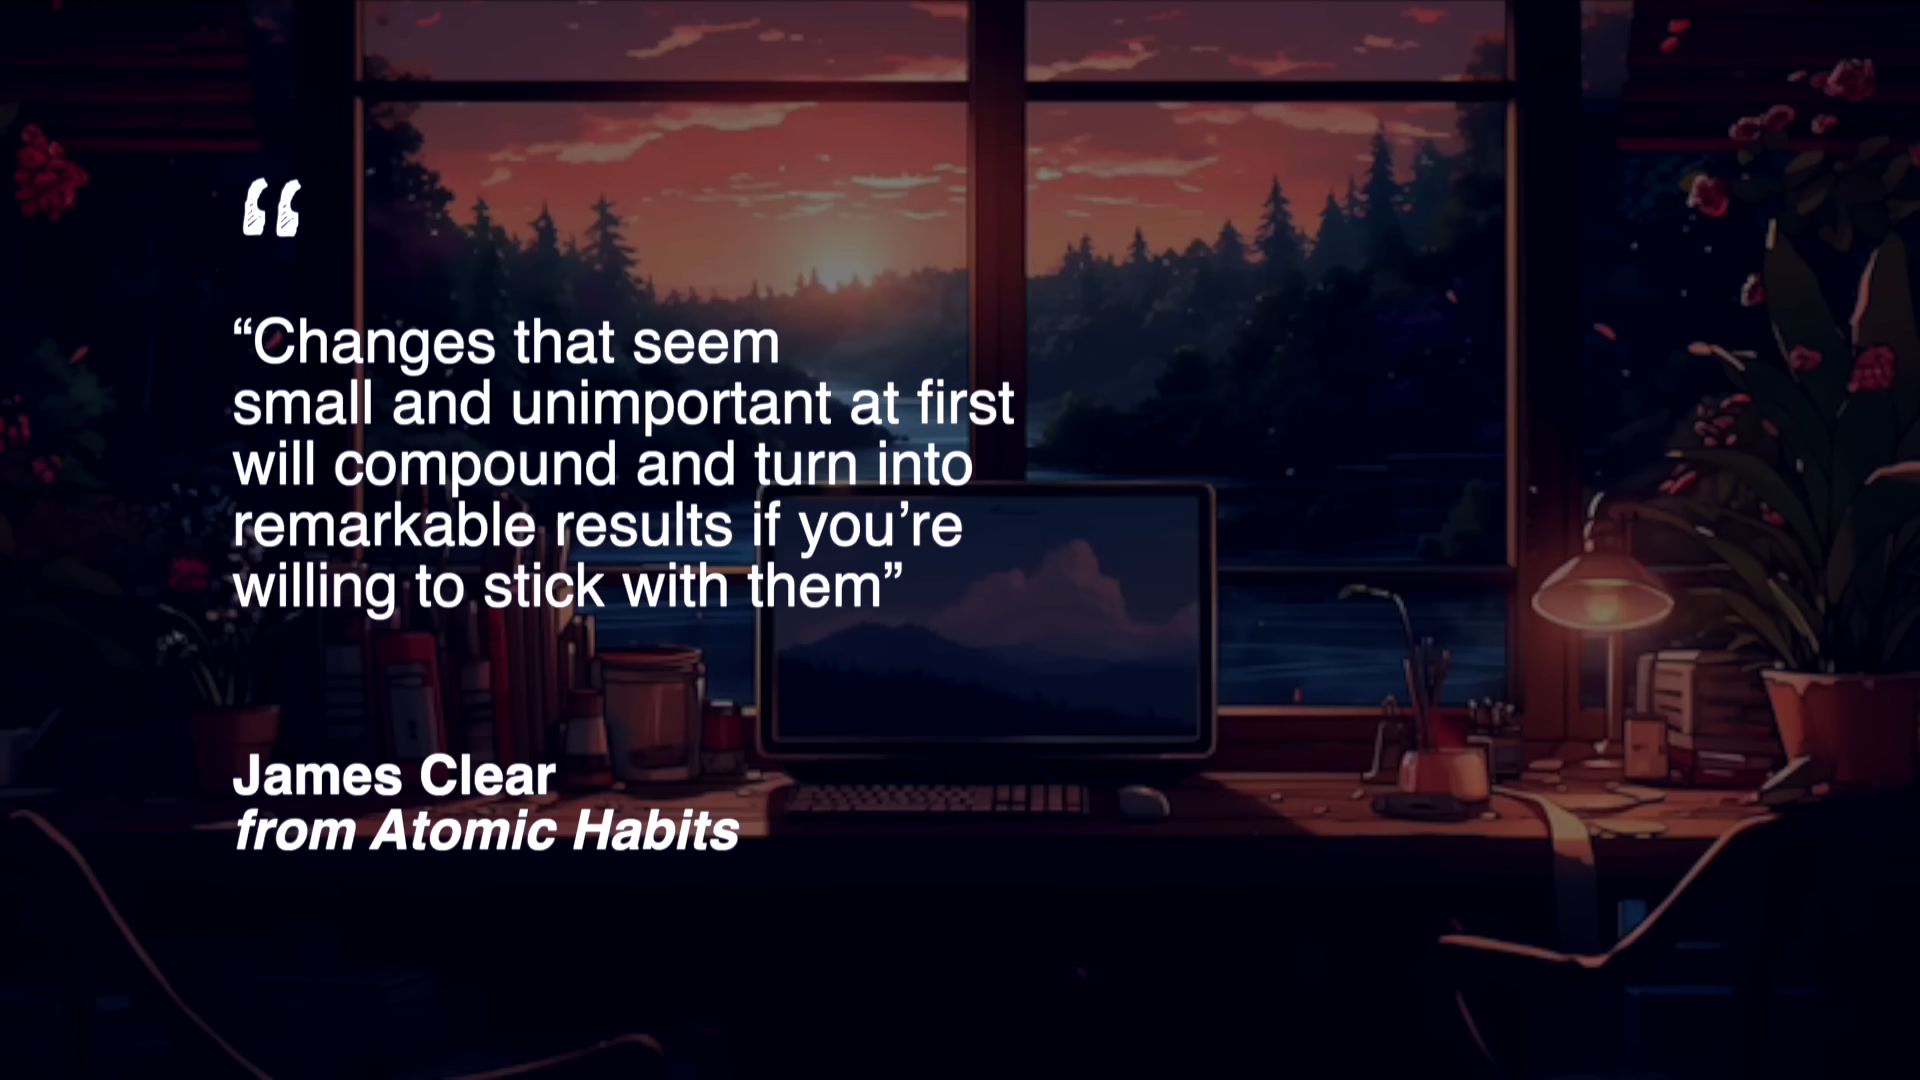 “
“Changes that seem
small and unimportant at first
will compound and turn into
remarkable results if you’re
willing to stick with them”
James Clear
from Atomic Habits